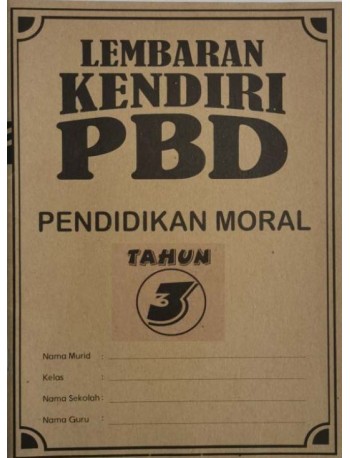 LEMBARAN
KENDIRI
PBD
PENDIDIKAN MORAL
TAHUN
3
Nama Murid :
Kelas :
Nama Sekolah :
Nama Guru :